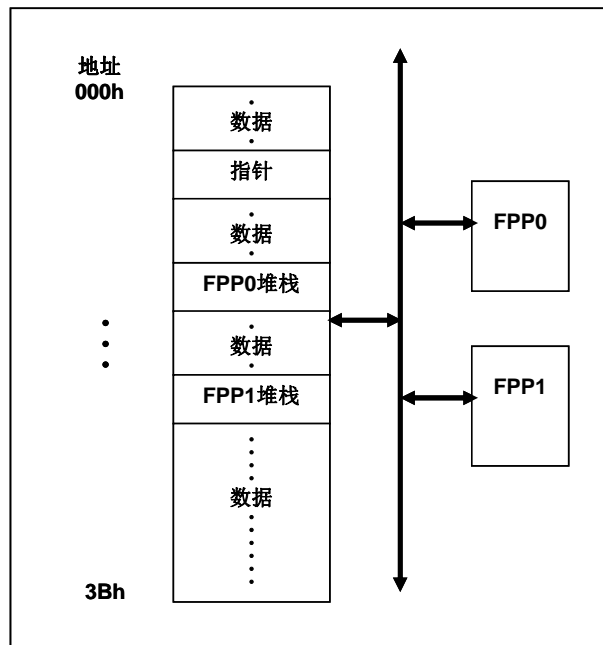 地址
000h
数据
指针
数据
FPP0堆栈
数据
FPP1堆栈
数据
3Bh
FPP0
FPP1